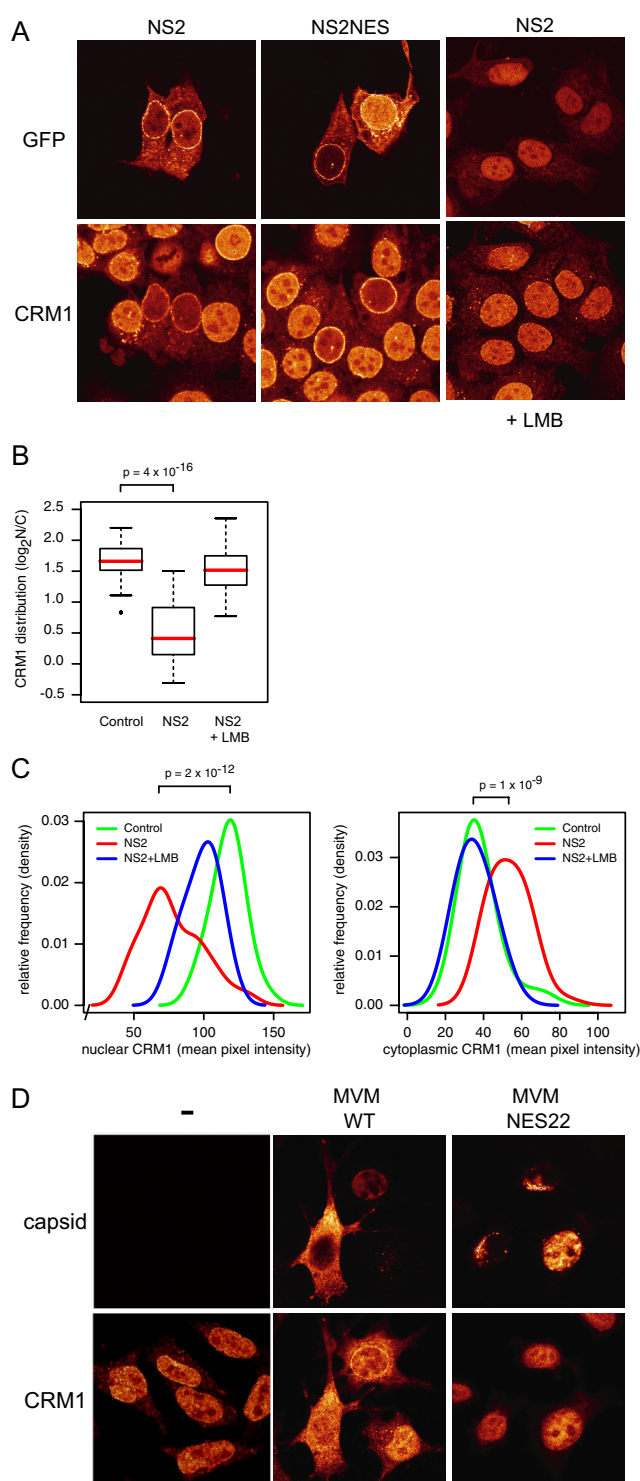 A
NS2 NS2NES NS2
GFP
CRM1
+ LMB
B
p = 4 x 10-16
CRM1 distribution (log2N/C)
2.5
2.0
1.5
1.0
0.5
0.0
-0.5
Control NS2 NS2
+ LMB
C
p = 2 x 10-12
relative frequency (density)
0.03
0.02
0.01
0.00
Control
NS2
NS2+LMB
50 100 150
nuclear CRM1 (mean pixel intensity)
p = 1 x 10-9
relative frequency (density)
0.03
0.02
0.01
0.00
Control
NS2
NS2+LMB
0 20 40 60 80 100
cytoplasmic CRM1 (mean pixel intensity)
D
- MVM MVM
WT NES22
capsid
CRM1